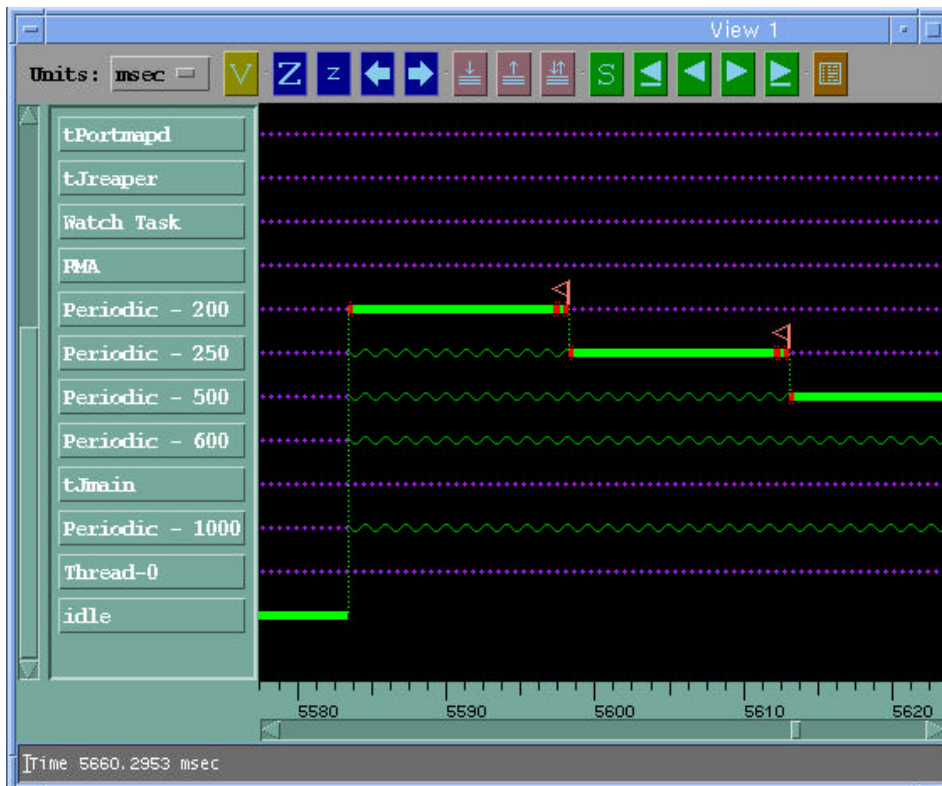 View 1
Units: msec V Z z S
tPortmapd
tJreaper
Watch Task
RMA
Periodic - 200
Periodic - 250
Periodic - 500
Periodic - 600
tJmain
Periodic - 1000
Thread-0
idle
5580 5590 5600 5610 5620
Time 5660.2953 msec